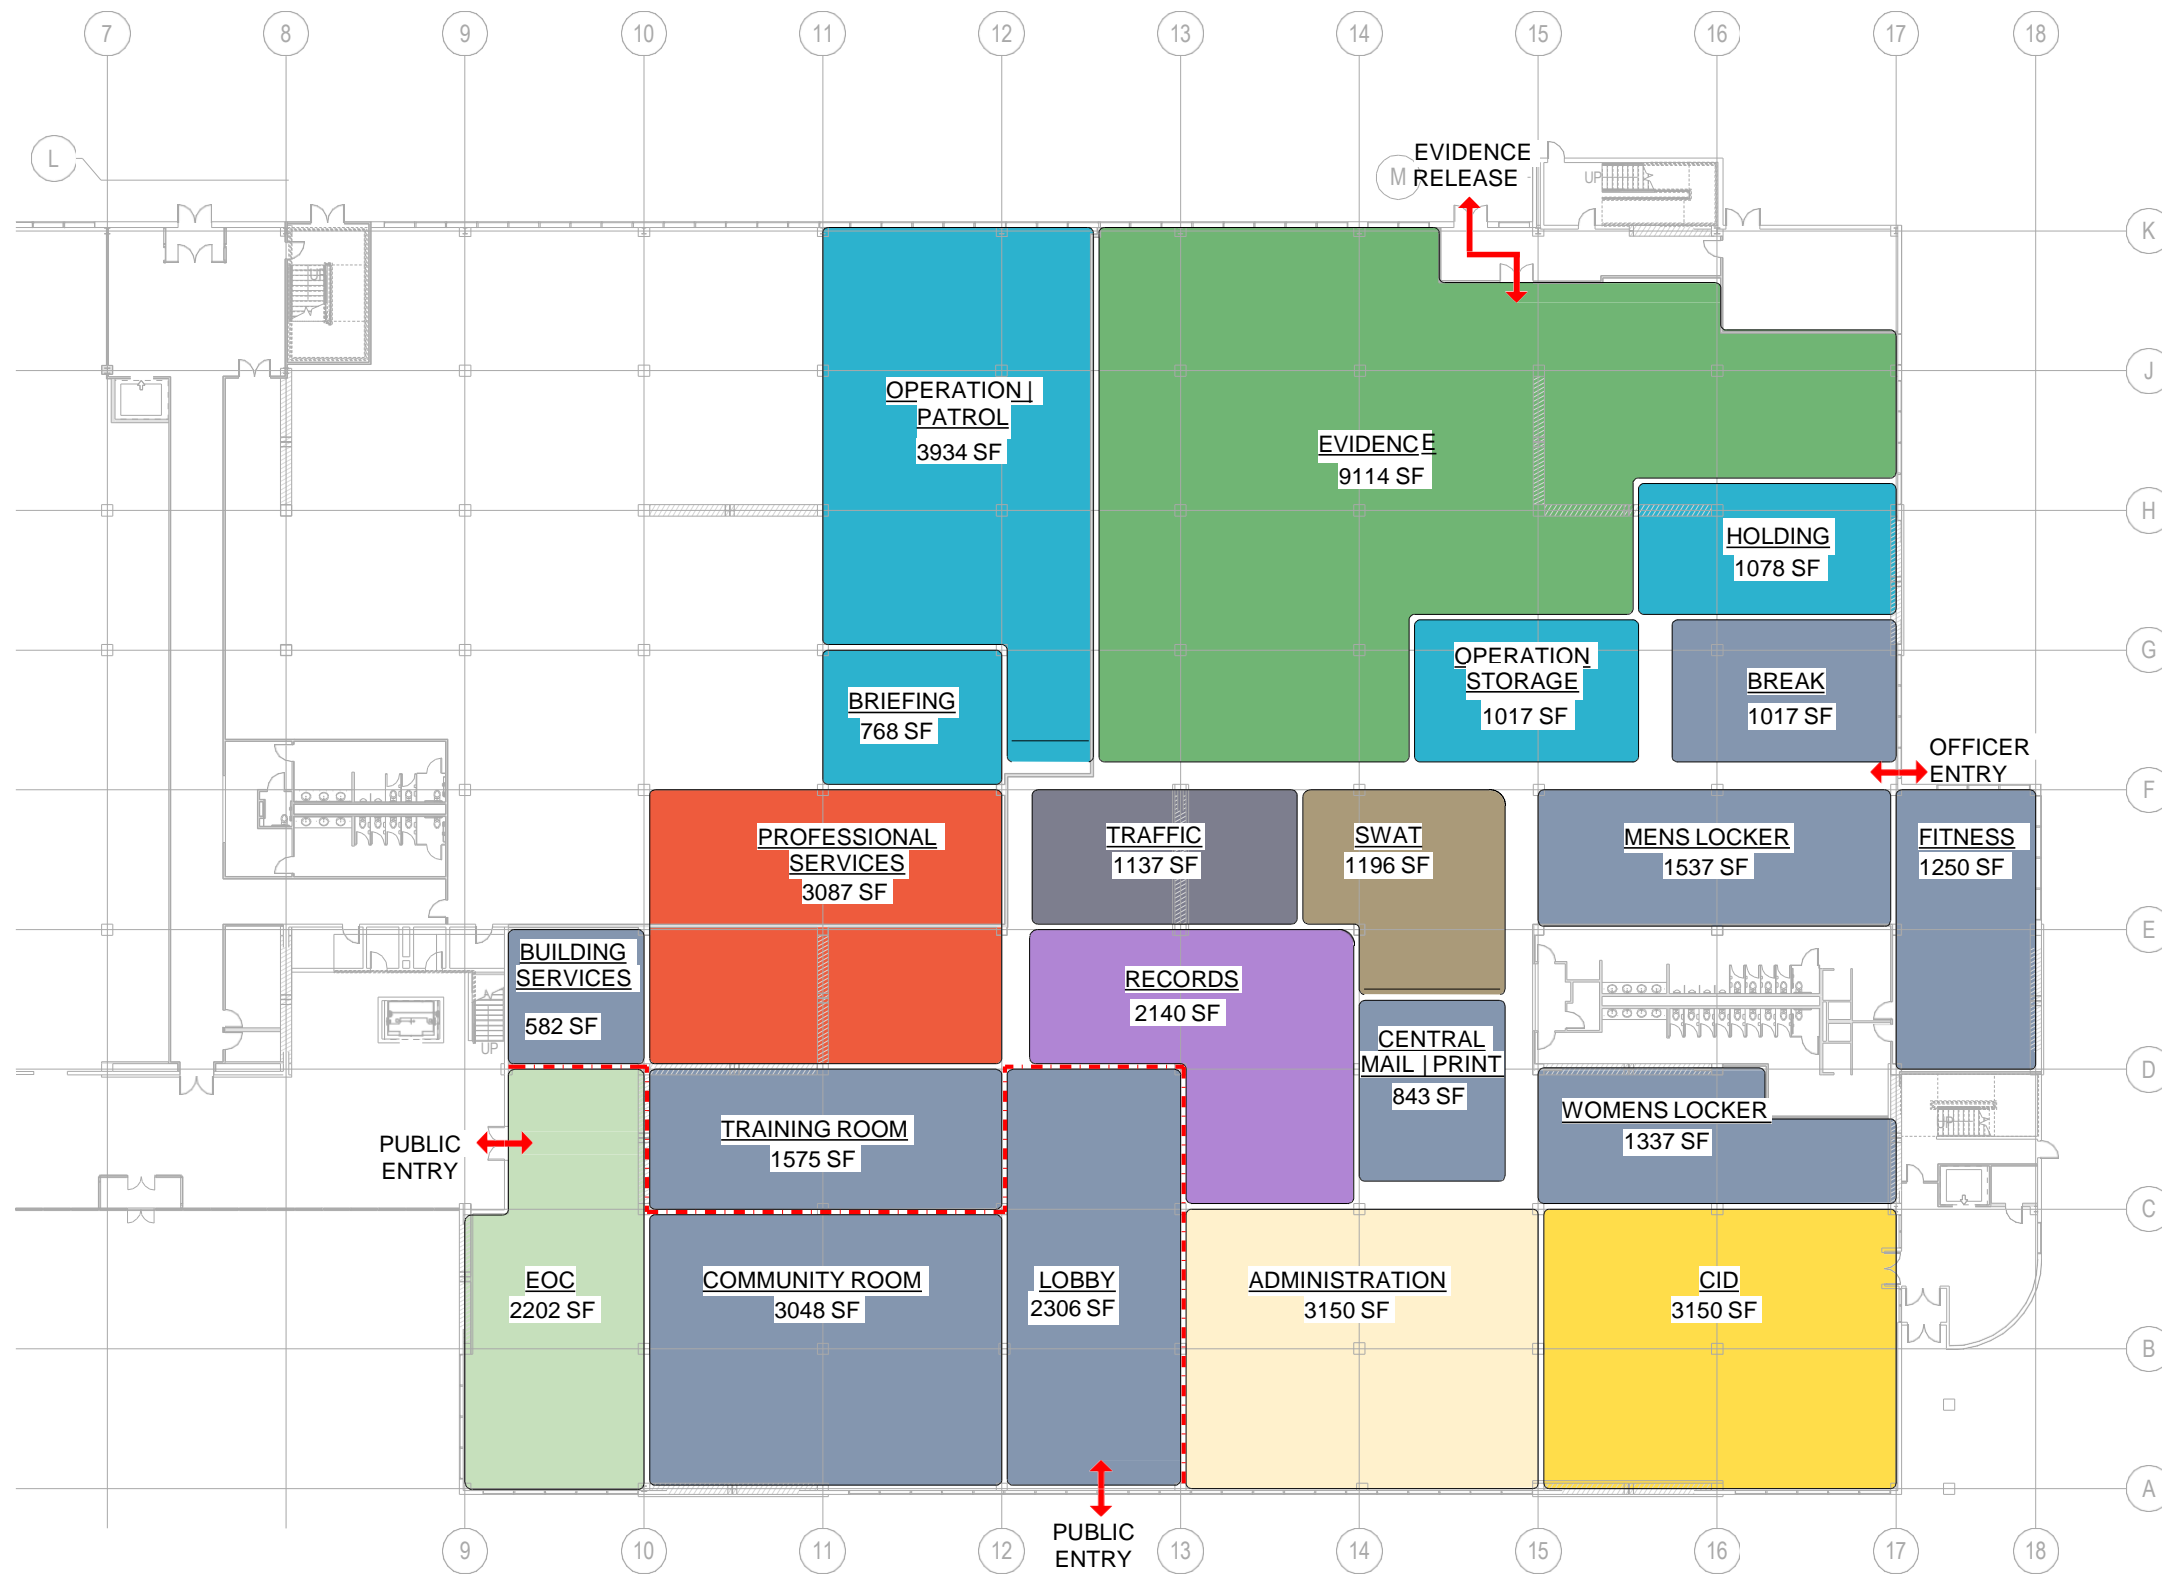 7 8 9 10 11 12 13 14 15 16 17 18
L
M
EVIDENCE
RELEASE
UP
K
UP
J
OPERATION |
PATROL
3934 SF
EVIDENCE
9114 SF
H
HOLDING
1078 SF
G
OPERATION
STORAGE
1017 SF
BREAK
1017 SF
BRIEFING
768 SF
OFFICER
ENTRY
F
PROFESSIONAL
SERVICES
3087 SF
TRAFFIC
1137 SF
SWAT
1196 SF
MENS LOCKER
1537 SF
FITNESS
1250 SF
E
BUILDING
SERVICES
582 SF
UP
RECORDS
2140 SF
CENTRAL
MAIL | PRINT
843 SF
D
TRAINING ROOM
1575 SF
WOMENS LOCKER
1337 SF
UP
PUBLIC
ENTRY
C
EOC
2202 SF
COMMUNITY ROOM
3048 SF
LOBBY
2306 SF
ADMINISTRATION
3150 SF
CID
3150 SF
B
A
PUBLIC
ENTRY
9 10 11 12 13 14 15 16 17 18